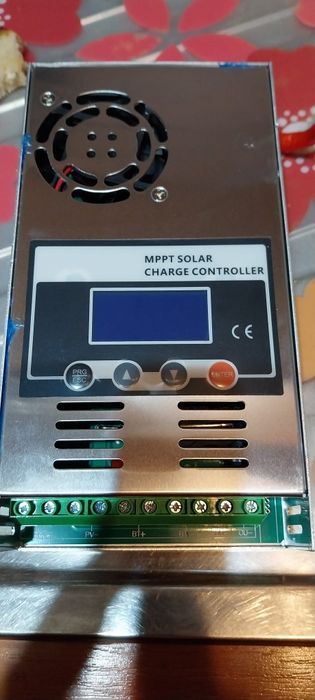 MPPT SOLAR
CHARGE CONTROLLER
CE
PRG
ESC
ENTER
PV-
BT+